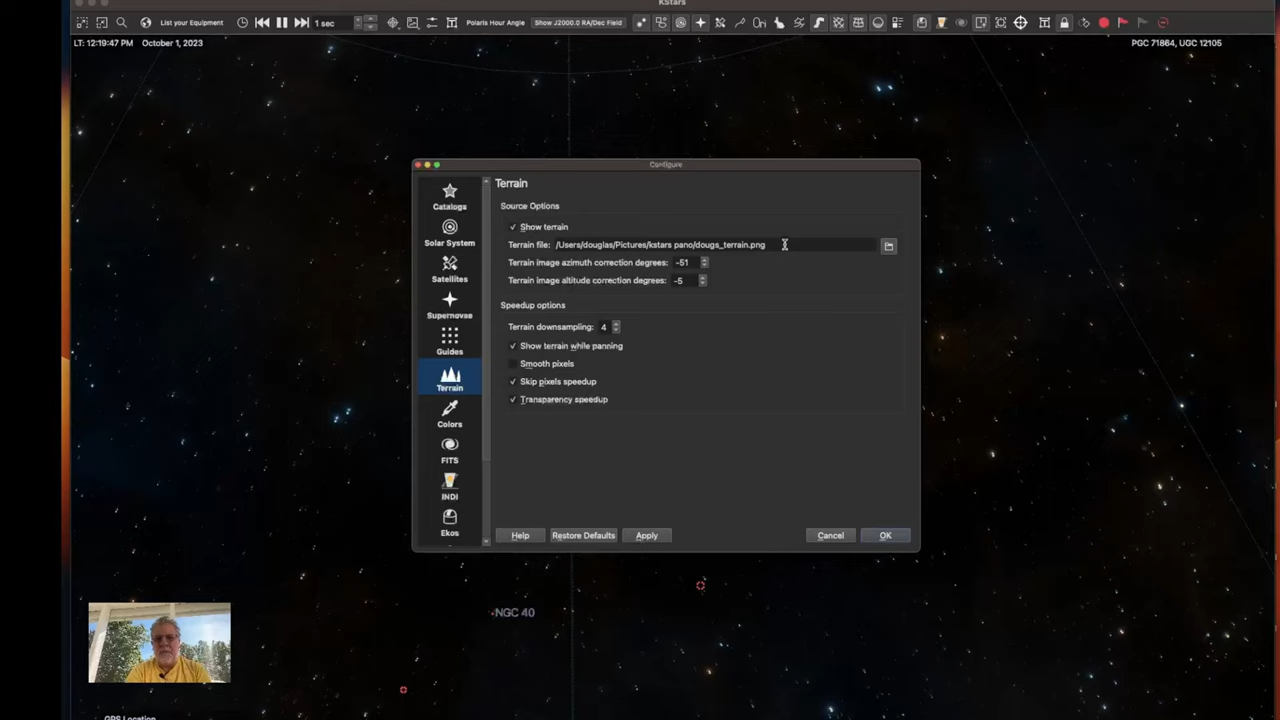 KStars
List your Equipment
1 sec
Polaris Hour Angle
Show J2000.0 RA/Dec Field
LT: 12:19:47 PM October 1, 2023
PGC 71864, UGC 12105
Configure
Catalogs
Solar System
Satellites
Supernovae
Guides
Terrain
Colors
FITS
INDI
Ekos
Terrain
Source Options
Show terrain
Terrain file: /Users/douglas/Pictures/kstars pano/dougs_terrain.png
Terrain image azimuth correction degrees: -51
Terrain image altitude correction degrees: -5
Speedup options
Terrain downsampling: 4
Show terrain while panning
Smooth pixels
Skip pixels speedup
Transparency speedup
Help
Restore Defaults
Apply
Cancel
OK
NGC 40
GPS Location